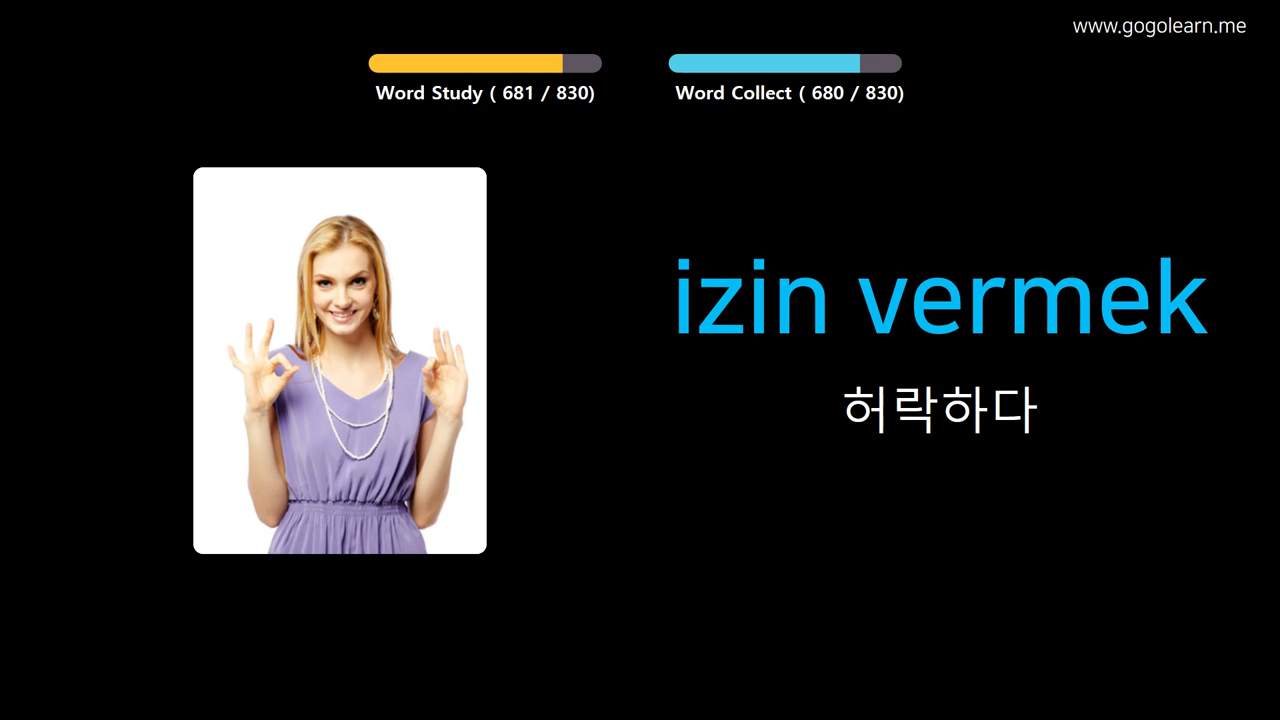 www.gogolearn.me
Word Study ( 681 / 830)
Word Collect ( 680 / 830)
izin vermek
허락하다